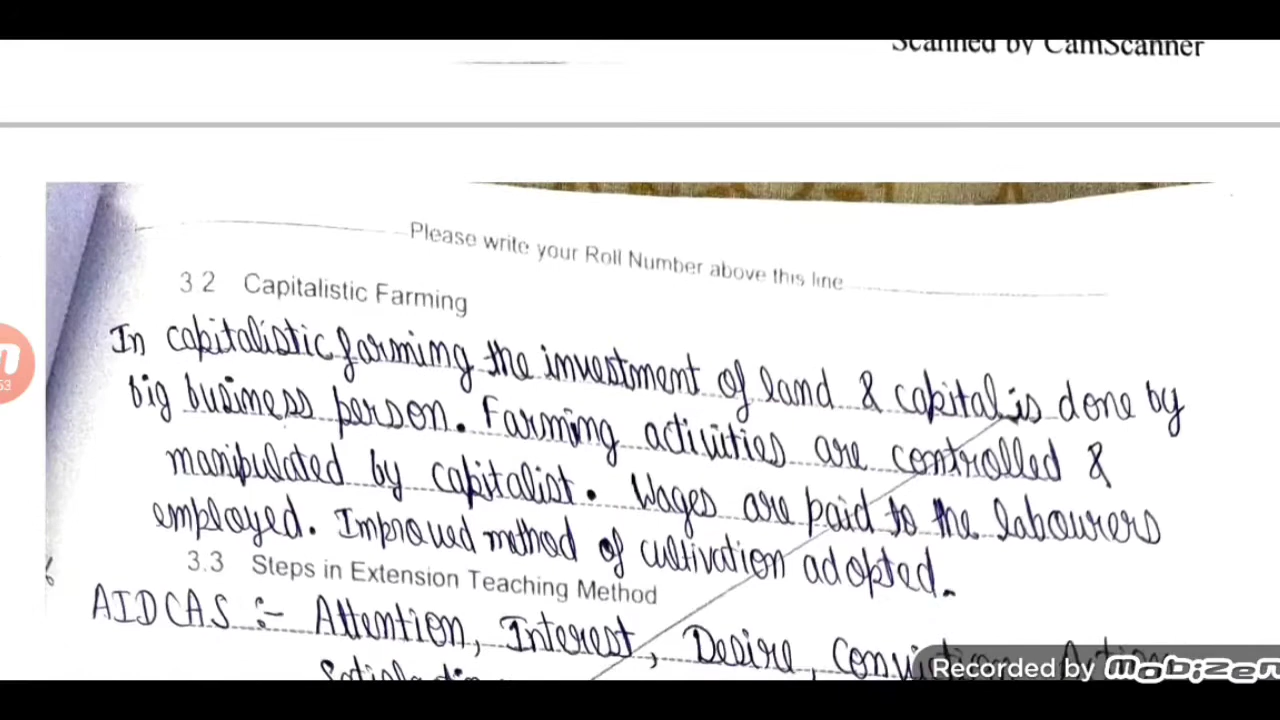 Scanned by CamScanner
Please write your Roll Number above this line
3 2 Capitalistic Farming
In capitalistic farming the investment of land & capital is done by
big business person. Farming activities are controlled &
manipulated by capitalist. Wages are paid to the labourers
employed. Improved method of cultivation adopted.
3.3 Steps in Extension Teaching Method
AIDCAS :- Attention, Interest, Desire, Conviction, Action
Recorded by mobizen
53